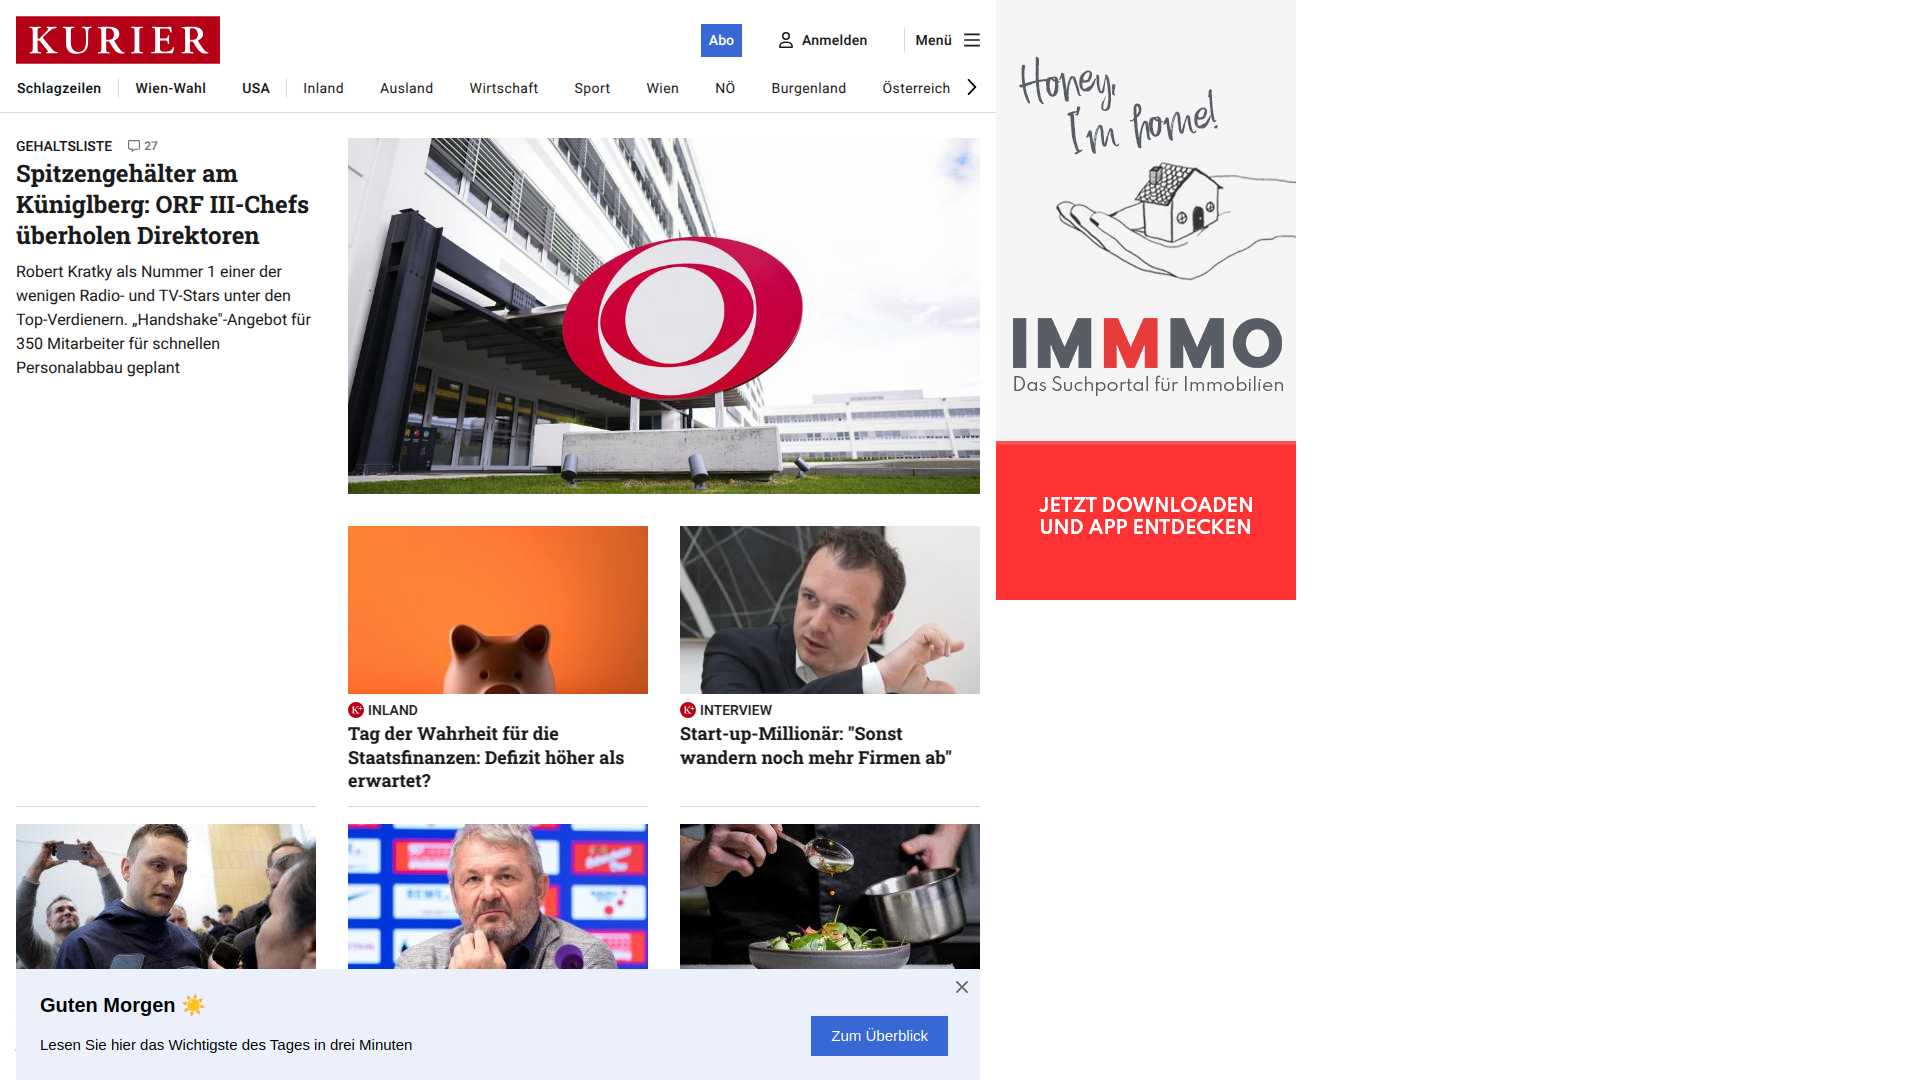 KURIER
Abo
Anmelden
Menü
Schlagzeilen
Wien-Wahl
USA
Inland
Ausland
Wirtschaft
Sport
Wien
NÖ
Burgenland
Österreich
GEHALTSLISTE 27
Spitzengehälter am
Küniglberg: ORF III-Chefs
überholen Direktoren
Robert Kratky als Nummer 1 einer der
wenigen Radio- und TV-Stars unter den
Top-Verdienern. „Handshake"-Angebot für
350 Mitarbeiter für schnellen
Personalabbau geplant
K+ INLAND
Tag der Wahrheit für die
Staatsfinanzen: Defizit höher als
erwartet?
K+ INTERVIEW
Start-up-Millionär: "Sonst
wandern noch mehr Firmen ab"
Guten Morgen
Lesen Sie hier das Wichtigste des Tages in drei Minuten
Zum Überblick
Honey,
I'm home!
IMMMO
Das Suchportal für Immobilien
JETZT DOWNLOADEN
UND APP ENTDECKEN